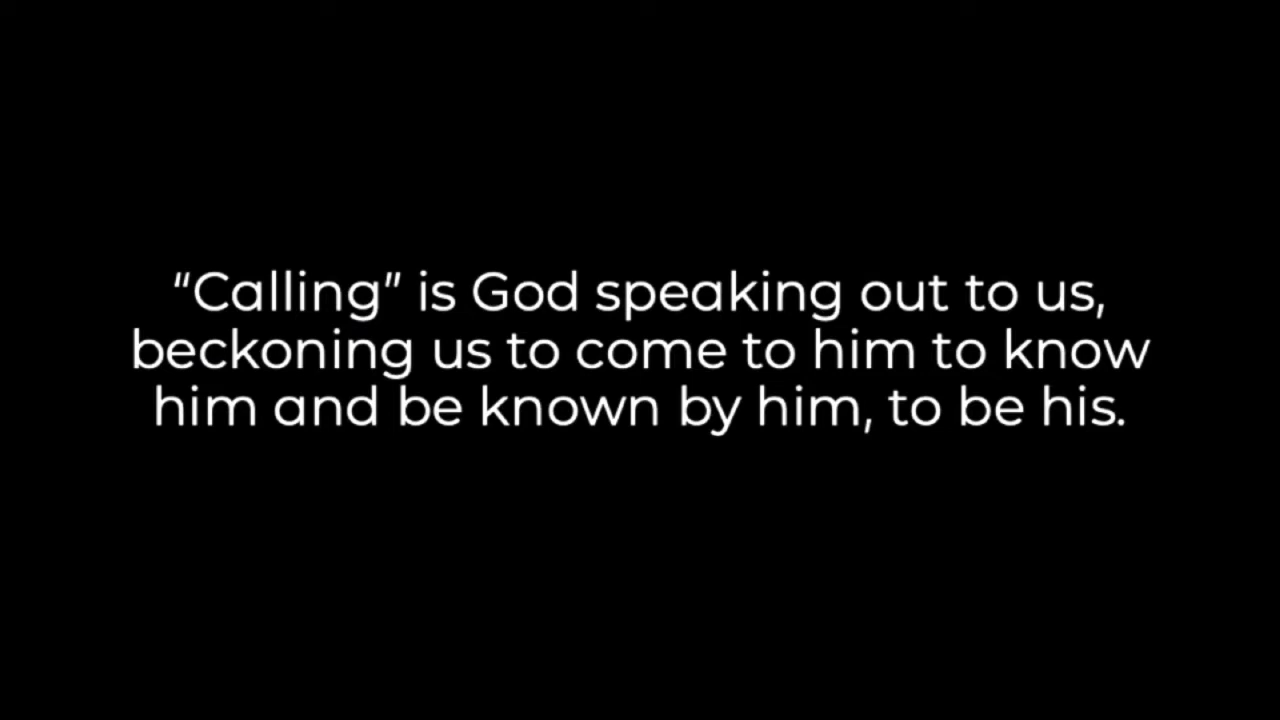 “Calling” is God speaking out to us,
beckoning us to come to him to know
him and be known by him, to be his.